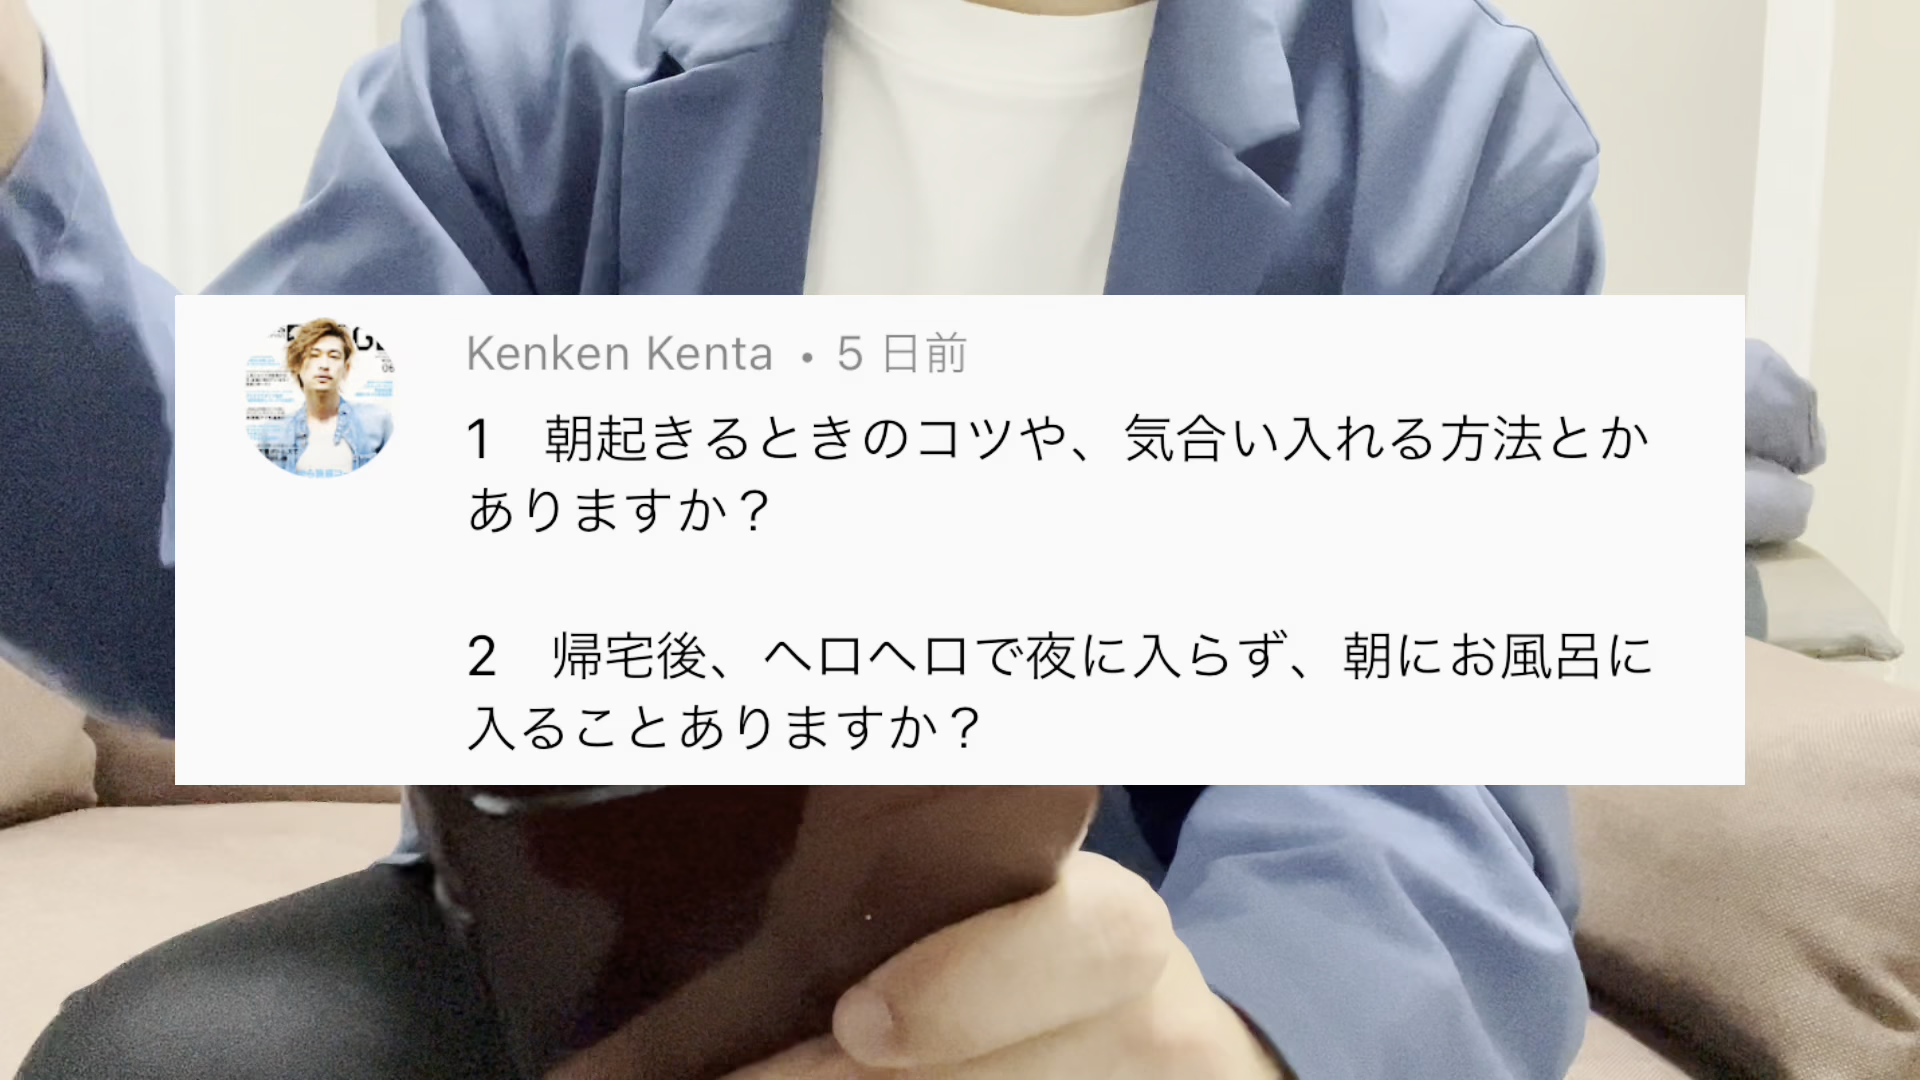 Kenken Kenta • 5 日前
1　朝起きるときのコツや、気合い入れる方法とか
ありますか？
2　帰宅後、ヘロヘロで夜に入らず、朝にお風呂に
入ることありますか？